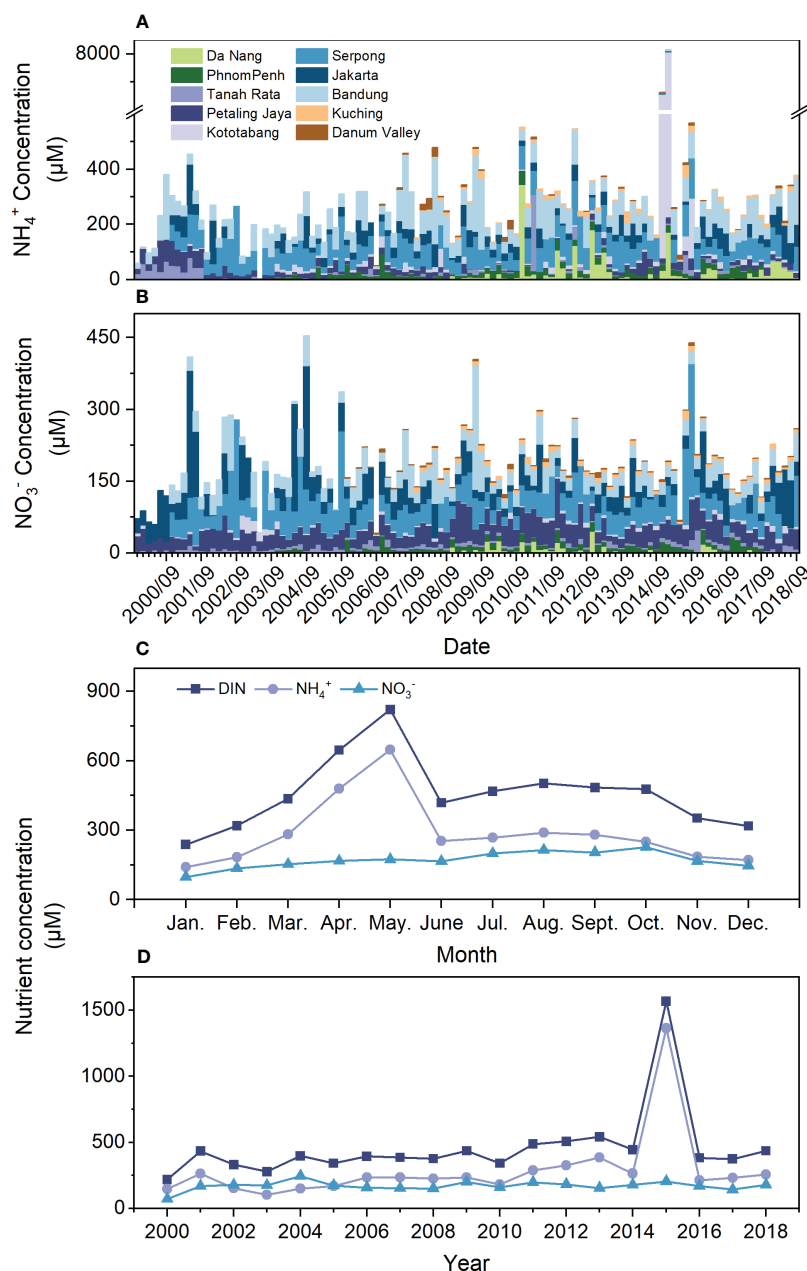 A
NH4+ Concentration (µM)
8000
400
200
0
Da Nang
PhnomPenh
Tanah Rata
Petaling Jaya
Kototabang
Serpong
Jakarta
Bandung
Kuching
Danum Valley
B
NO3- Concentration (µM)
450
300
150
0
2000/09
2001/09
2002/09
2003/09
2004/09
2005/09
2006/09
2007/09
2008/09
2009/09
2010/09
2011/09
2012/09
2013/09
2014/09
2015/09
2016/09
2017/09
2018/09
Date
C
Nutrient concentration (µM)
900
600
300
0
DIN NH4+ NO3-
Jan. Feb. Mar. Apr. May. June Jul. Aug. Sept. Oct. Nov. Dec.
Month
D
1500
1000
500
0
2000 2002 2004 2006 2008 2010 2012 2014 2016 2018
Year